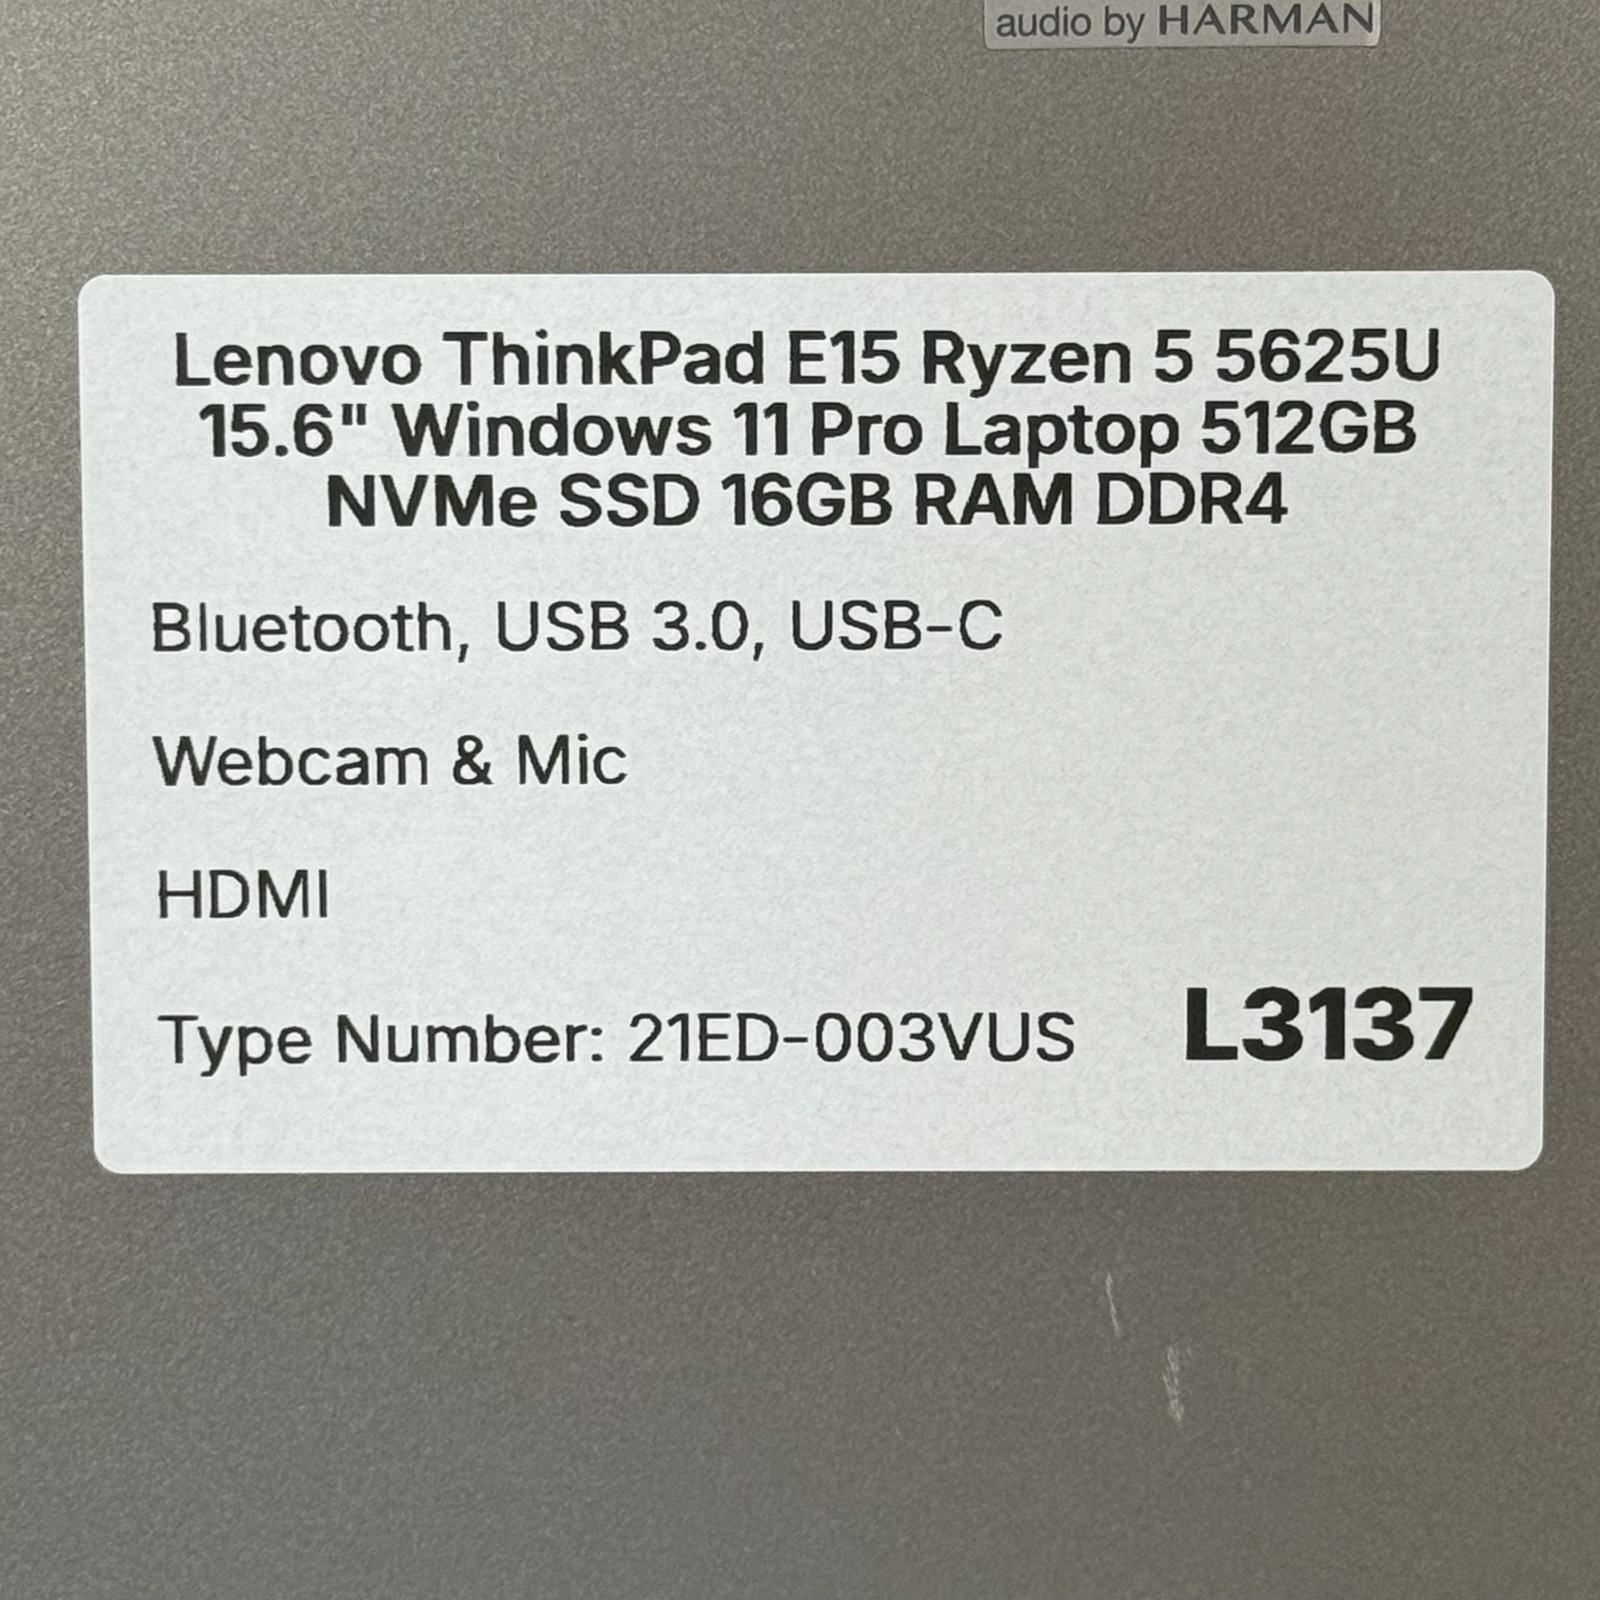 audio by HARMAN
Lenovo ThinkPad E15 Ryzen 5 5625U
15.6" Windows 11 Pro Laptop 512GB
NVMe SSD 16GB RAM DDR4
Bluetooth, USB 3.0, USB-C
Webcam & Mic
HDMI
Type Number: 21ED-003VUS L3137